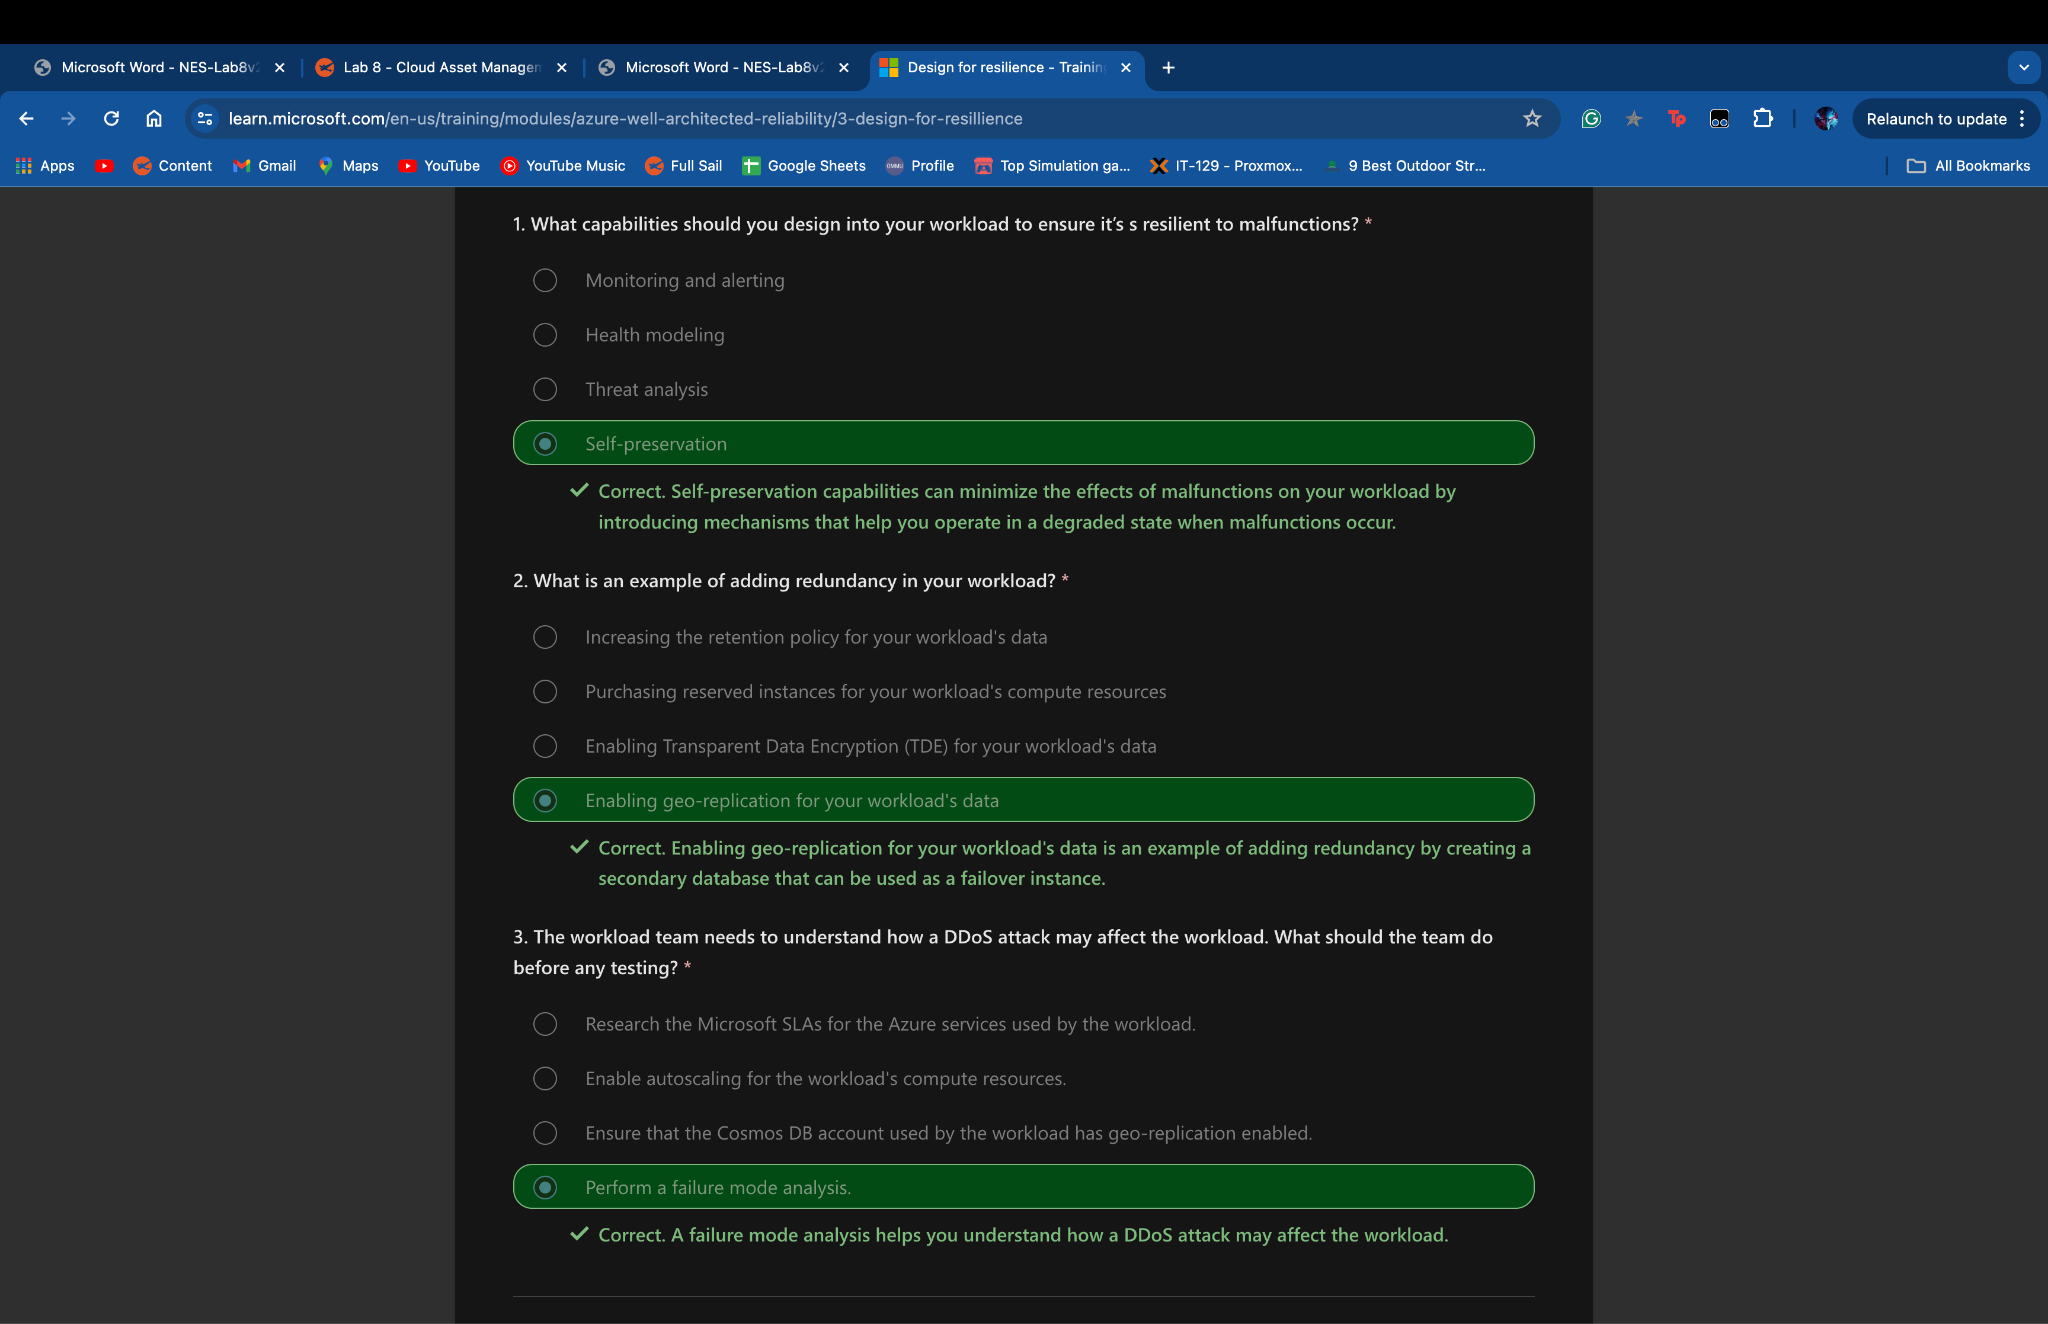 Microsoft Word - NES-Lab8v
Lab 8 - Cloud Asset Manager
Microsoft Word - NES-Lab8v
Design for resilience - Training
learn.microsoft.com/en-us/training/modules/azure-well-architected-reliability/3-design-for-resillience
Tp
Relaunch to update
Apps
Content
Gmail
Maps
YouTube
YouTube Music
Full Sail
Google Sheets
Profile
Top Simulation ga...
IT-129 - Proxmox...
9 Best Outdoor Str...
All Bookmarks
1. What capabilities should you design into your workload to ensure it’s s resilient to malfunctions? *
Monitoring and alerting
Health modeling
Threat analysis
Self-preservation
Correct. Self-preservation capabilities can minimize the effects of malfunctions on your workload by
introducing mechanisms that help you operate in a degraded state when malfunctions occur.
2. What is an example of adding redundancy in your workload? *
Increasing the retention policy for your workload's data
Purchasing reserved instances for your workload's compute resources
Enabling Transparent Data Encryption (TDE) for your workload's data
Enabling geo-replication for your workload's data
Correct. Enabling geo-replication for your workload's data is an example of adding redundancy by creating a
secondary database that can be used as a failover instance.
3. The workload team needs to understand how a DDoS attack may affect the workload. What should the team do
before any testing? *
Research the Microsoft SLAs for the Azure services used by the workload.
Enable autoscaling for the workload's compute resources.
Ensure that the Cosmos DB account used by the workload has geo-replication enabled.
Perform a failure mode analysis.
Correct. A failure mode analysis helps you understand how a DDoS attack may affect the workload.